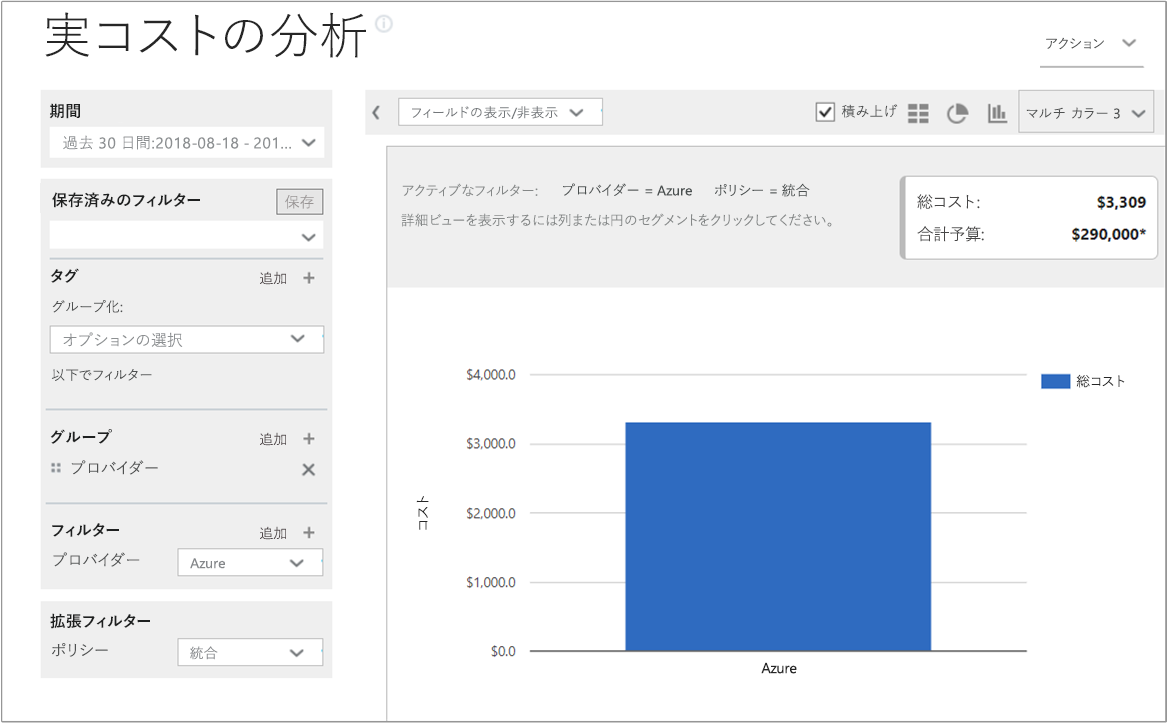 実コストの分析
アクション
期間
過去 30 日間:2018-08-18 - 201...
保存済みのフィルター 保存
タグ 追加 +
グループ化:
オプションの選択
以下でフィルター
グループ 追加 +
プロバイダー
フィルター 追加 +
プロバイダー Azure
拡張フィルター
ポリシー 統合
フィールドの表示/非表示 積み上げ マルチ カラー 3
アクティブなフィルター: プロバイダー = Azure ポリシー = 統合
詳細ビューを表示するには列または円のセグメントをクリックしてください。
総コスト: $3,309
合計予算: $290,000*
$4,000.0
$3,000.0
$2,000.0
$1,000.0
$0.0
コスト
Azure
総コスト